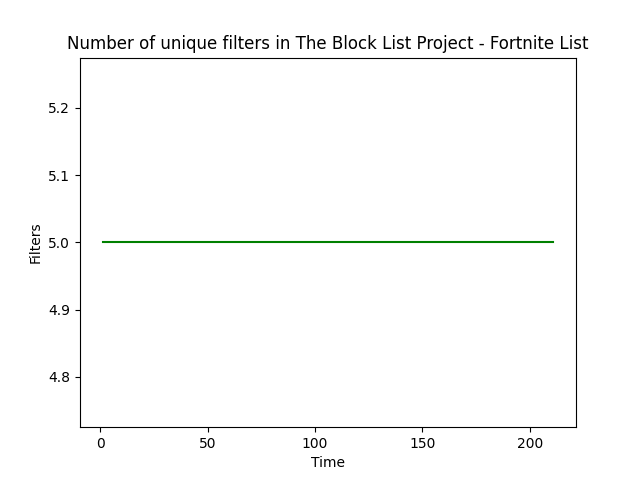 Number of unique filters in The Block List Project - Fortnite List
5.2
5.1
5.0
4.9
4.8
Filters
0 50 100 150 200
Time